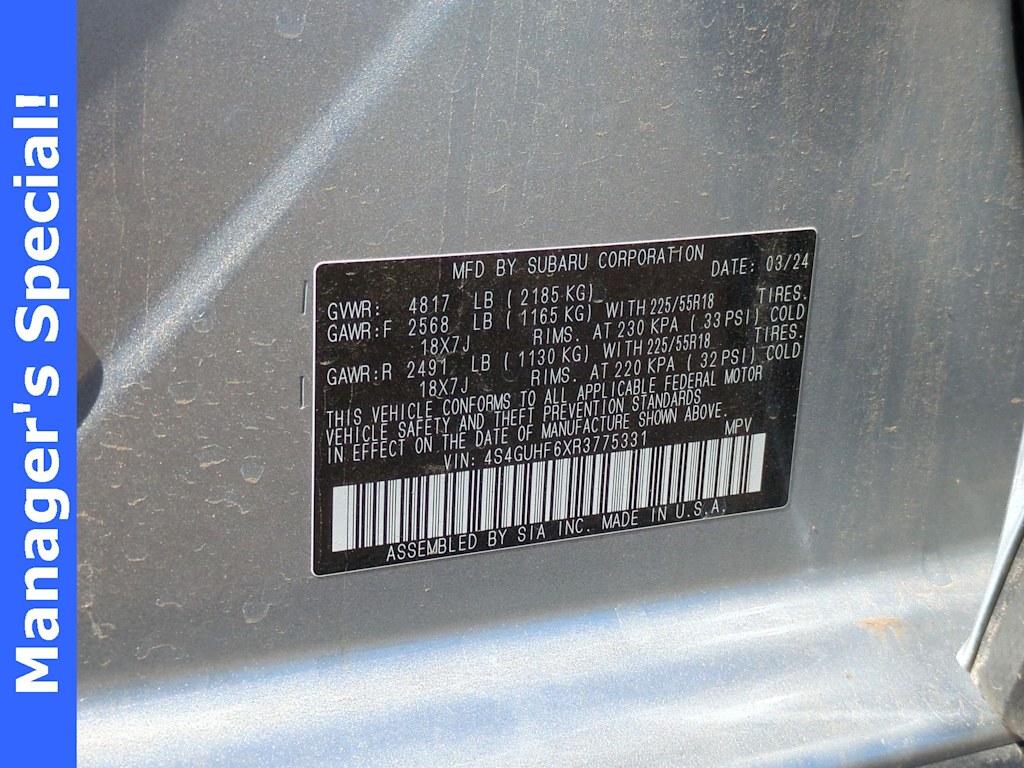 Manager's Special!
MFD BY SUBARU CORPORATION
DATE: 03/24
GVWR: 4817 LB ( 2185 KG)
GAWR:F 2568 LB ( 1165 KG) WITH 225/55R18 TIRES.
18X7J RIMS. AT 230 KPA ( 33 PSI) COLD
GAWR:R 2491 LB ( 1130 KG) WITH 225/55R18 TIRES.
18X7J RIMS. AT 220 KPA ( 32 PSI) COLD
THIS VEHICLE CONFORMS TO ALL APPLICABLE FEDERAL MOTOR
VEHICLE SAFETY AND THEFT PREVENTION STANDARDS
IN EFFECT ON THE DATE OF MANUFACTURE SHOWN ABOVE.
VIN: 4S4GUHF6XR3775331 MPV
ASSEMBLED BY SIA INC. MADE IN U.S.A.